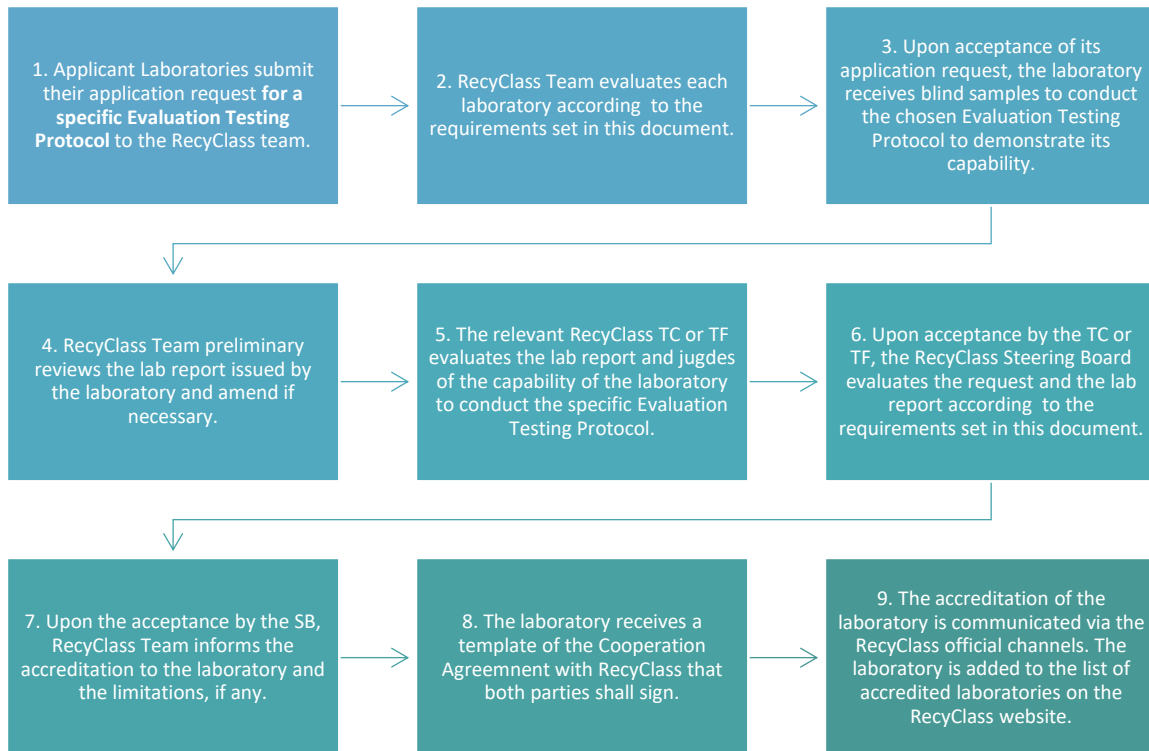 1. Applicant Laboratories submit
their application request for a
specific Evaluation Testing
Protocol to the RecyClass team.
2. RecyClass Team evaluates each
laboratory according  to the
requirements set in this document.
3. Upon acceptance of its
application request, the laboratory
receives blind samples to conduct
the chosen Evaluation Testing
Protocol to demonstrate its
capability.
4. RecyClass Team preliminary
reviews the lab report issued by
the laboratory and amend if
necessary.
5. The relevant RecyClass TC or TF
evaluates the lab report and jugdes
of the capability of the laboratory
to conduct the specific Evaluation
Testing Protocol.
6. Upon acceptance by the TC or
TF, the RecyClass Steering Board
evaluates the request and the lab
report according  to the
requirements set in this document.
7. Upon the acceptance by the SB,
RecyClass Team informs the
accreditation to the laboratory and
the limitations, if any.
8. The laboratory receives a
template of the Cooperation
Agreemnent with RecyClass that
both parties shall sign.
9. The accreditation of the
laboratory is communicated via the
RecyClass official channels. The
laboratory is added to the list of
accredited laboratories on the
RecyClass website.